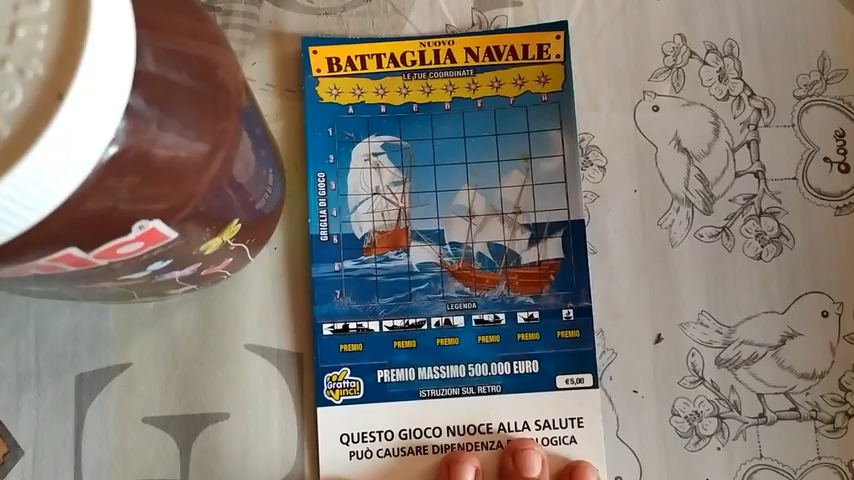 NUOVO
BATTAGLIA NAVALE
LE TUE COORDINATE
A B C D E F G H
GRIGLIA DI GIOCO
1
2
3
4
5
6
7
LEGENDA
PREMIO PREMIO PREMIO PREMIO PREMIO PREMIO
Gratta Vinci!
PREMIO MASSIMO 500.000 EURO
€ 5,00
ISTRUZIONI SUL RETRO
QUESTO GIOCO NUOCE ALLA SALUTE
PUÒ CAUSARE DIPENDENZA
Love